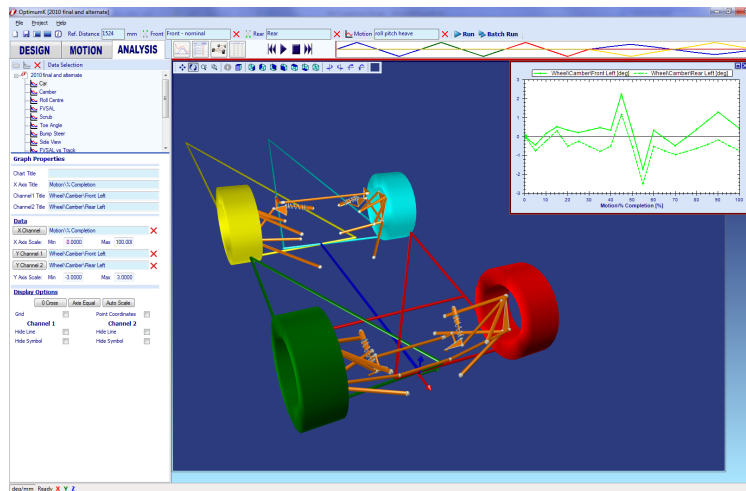 OptimumK [2010 final and alternate]
File Project Help
Ref. Distance 1524 mm Front Front - nominal Rear Rear Motion roll pitch heave Run Batch Run
DESIGN MOTION ANALYSIS
Data Selection
2010 final and alternate
Car
Camber
Roll Centre
FVSAL
Scrub
Toe Angle
Bump Steer
Side View
FVSAL vs Track
Graph Properties
Chart Title
X Axis Title Motion\% Completion
Channel1 Title Wheel\Camber\Front Left
Channel2 Title Wheel\Camber\Rear Left
Data
X Channel Motion\% Completion
X Axis Scale: Min 0.0000 Max 100.00
Y Channel 1 Wheel\Camber\Front Left
Y Channel 2 Wheel\Camber\Rear Left
Y Axis Scale: Min -3.0000 Max 3.0000
Display Options
0 Cross Axis Equal Auto Scale
Grid Point Coordinates
Channel 1 Channel 2
Hide Line Hide Line
Hide Symbol Hide Symbol
Wheel\Camber\Front Left [deg] Wheel\Camber\Rear Left [deg]
3
2
1
0
-1
-2
-3
0 10 20 30 40 50 60 70 80 90 100
Motion\% Completion [%]
deg/mm Ready X Y Z